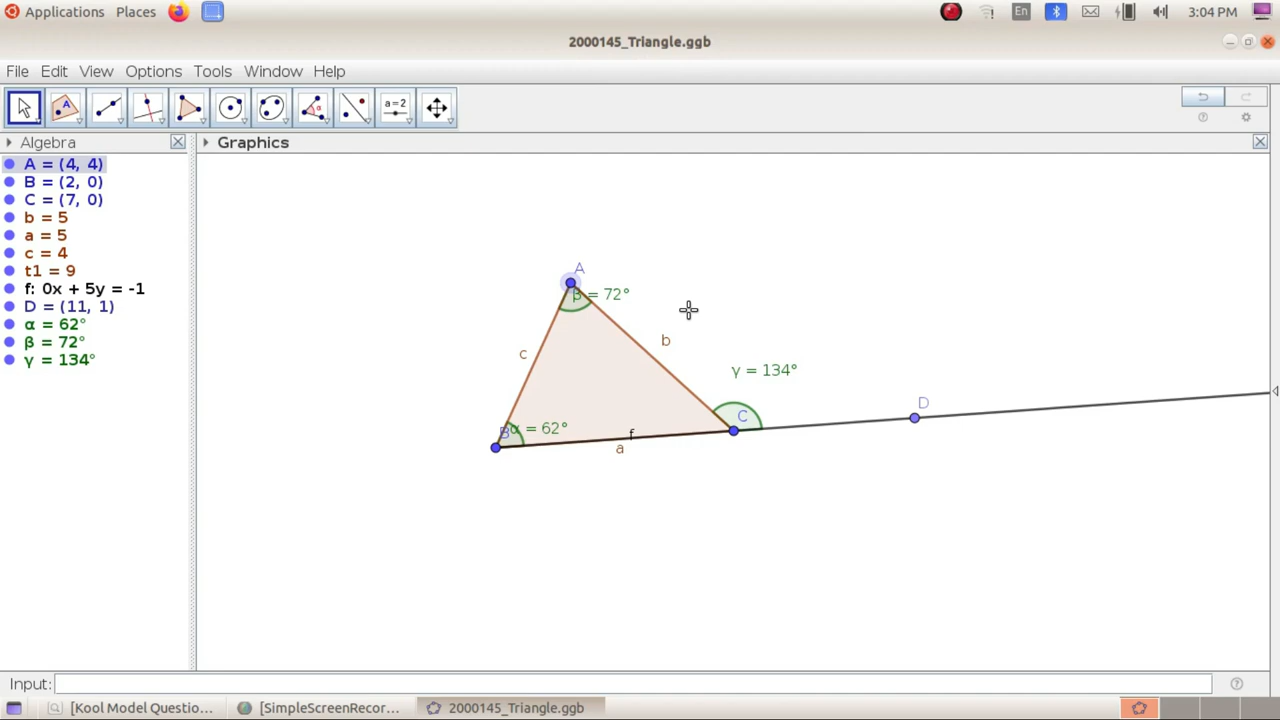 Applications Places En 3:04 PM
2000145_Triangle.ggb
File Edit View Options Tools Window Help
A α a=2
Algebra Graphics
A = (4, 4)
B = (2, 0)
C = (7, 0)
b = 5
a = 5
c = 4
t1 = 9
f: 0x + 5y = -1
D = (11, 1)
α = 62°
β = 72°
γ = 134°
A
β = 72°
b
c
γ = 134°
D
C
B α = 62° f
a
Input:
[Kool Model Questio... [SimpleScreenRecor... 2000145_Triangle.ggb